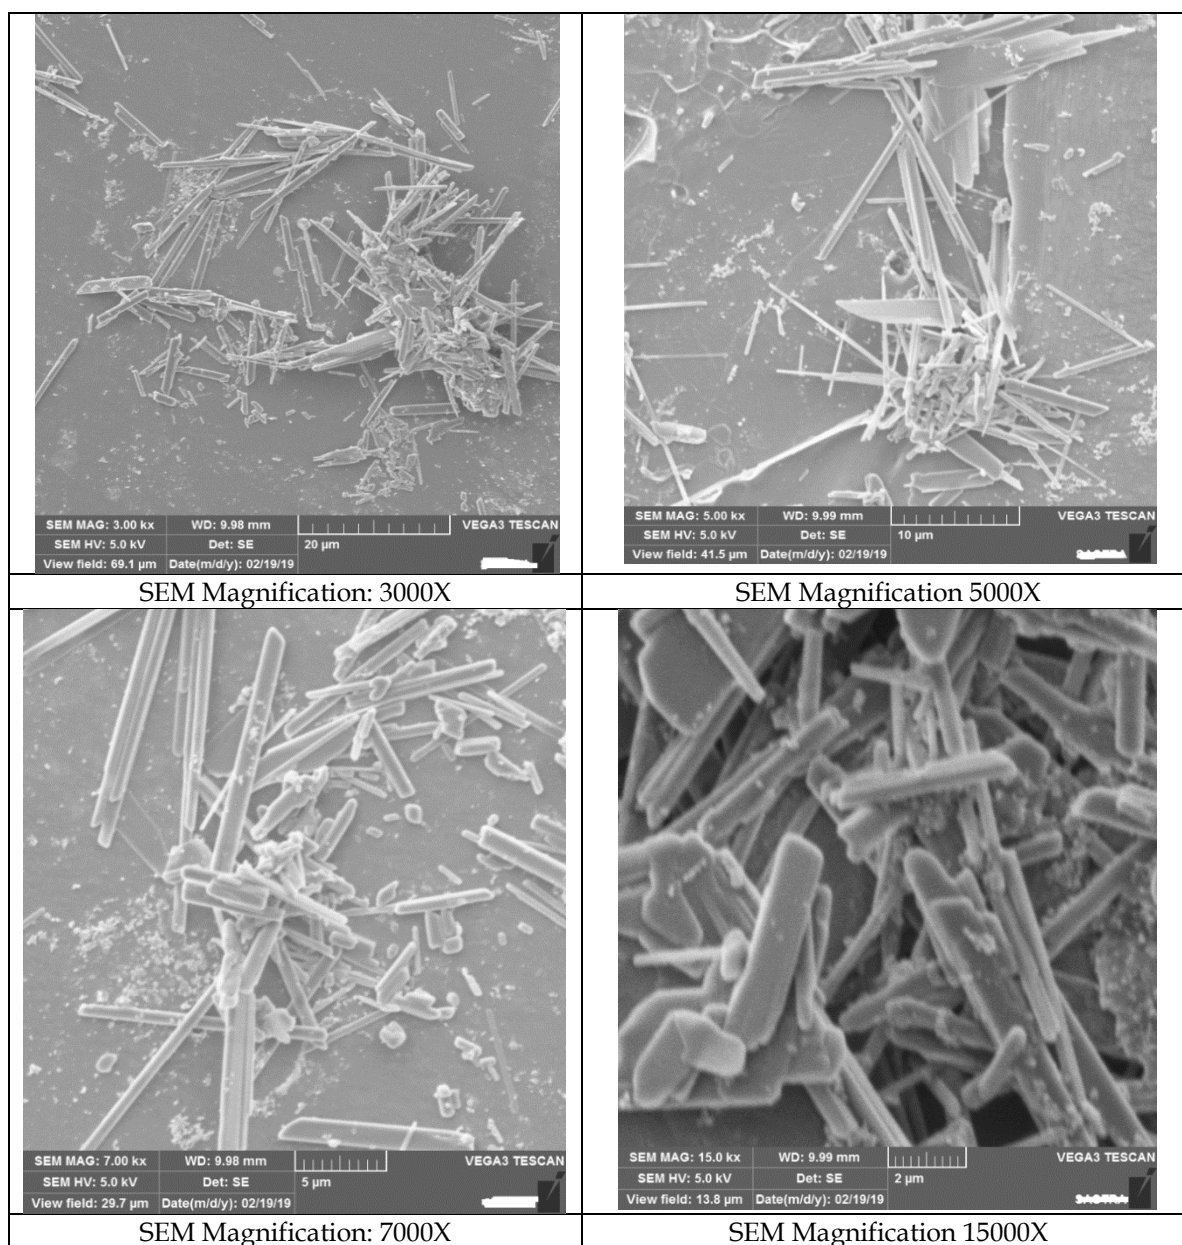 SEM MAG: 3.00 kx WD: 9.98 mm VEGA3 TESCAN
SEM HV: 5.0 kV Det: SE 20 µm
View field: 69.1 µm Date(m/d/y): 02/19/19
SEM Magnification: 3000X
SEM MAG: 5.00 kx WD: 9.99 mm VEGA3 TESCAN
SEM HV: 5.0 kV Det: SE 10 µm
View field: 41.5 µm Date(m/d/y): 02/19/19
SEM Magnification 5000X
SEM MAG: 7.00 kx WD: 9.98 mm VEGA3 TESCAN
SEM HV: 5.0 kV Det: SE 5 µm
View field: 29.7 µm Date(m/d/y): 02/19/19
SEM Magnification: 7000X
SEM MAG: 15.0 kx WD: 9.99 mm VEGA3 TESCAN
SEM HV: 5.0 kV Det: SE 2 µm
View field: 13.8 µm Date(m/d/y): 02/19/19
SEM Magnification 15000X